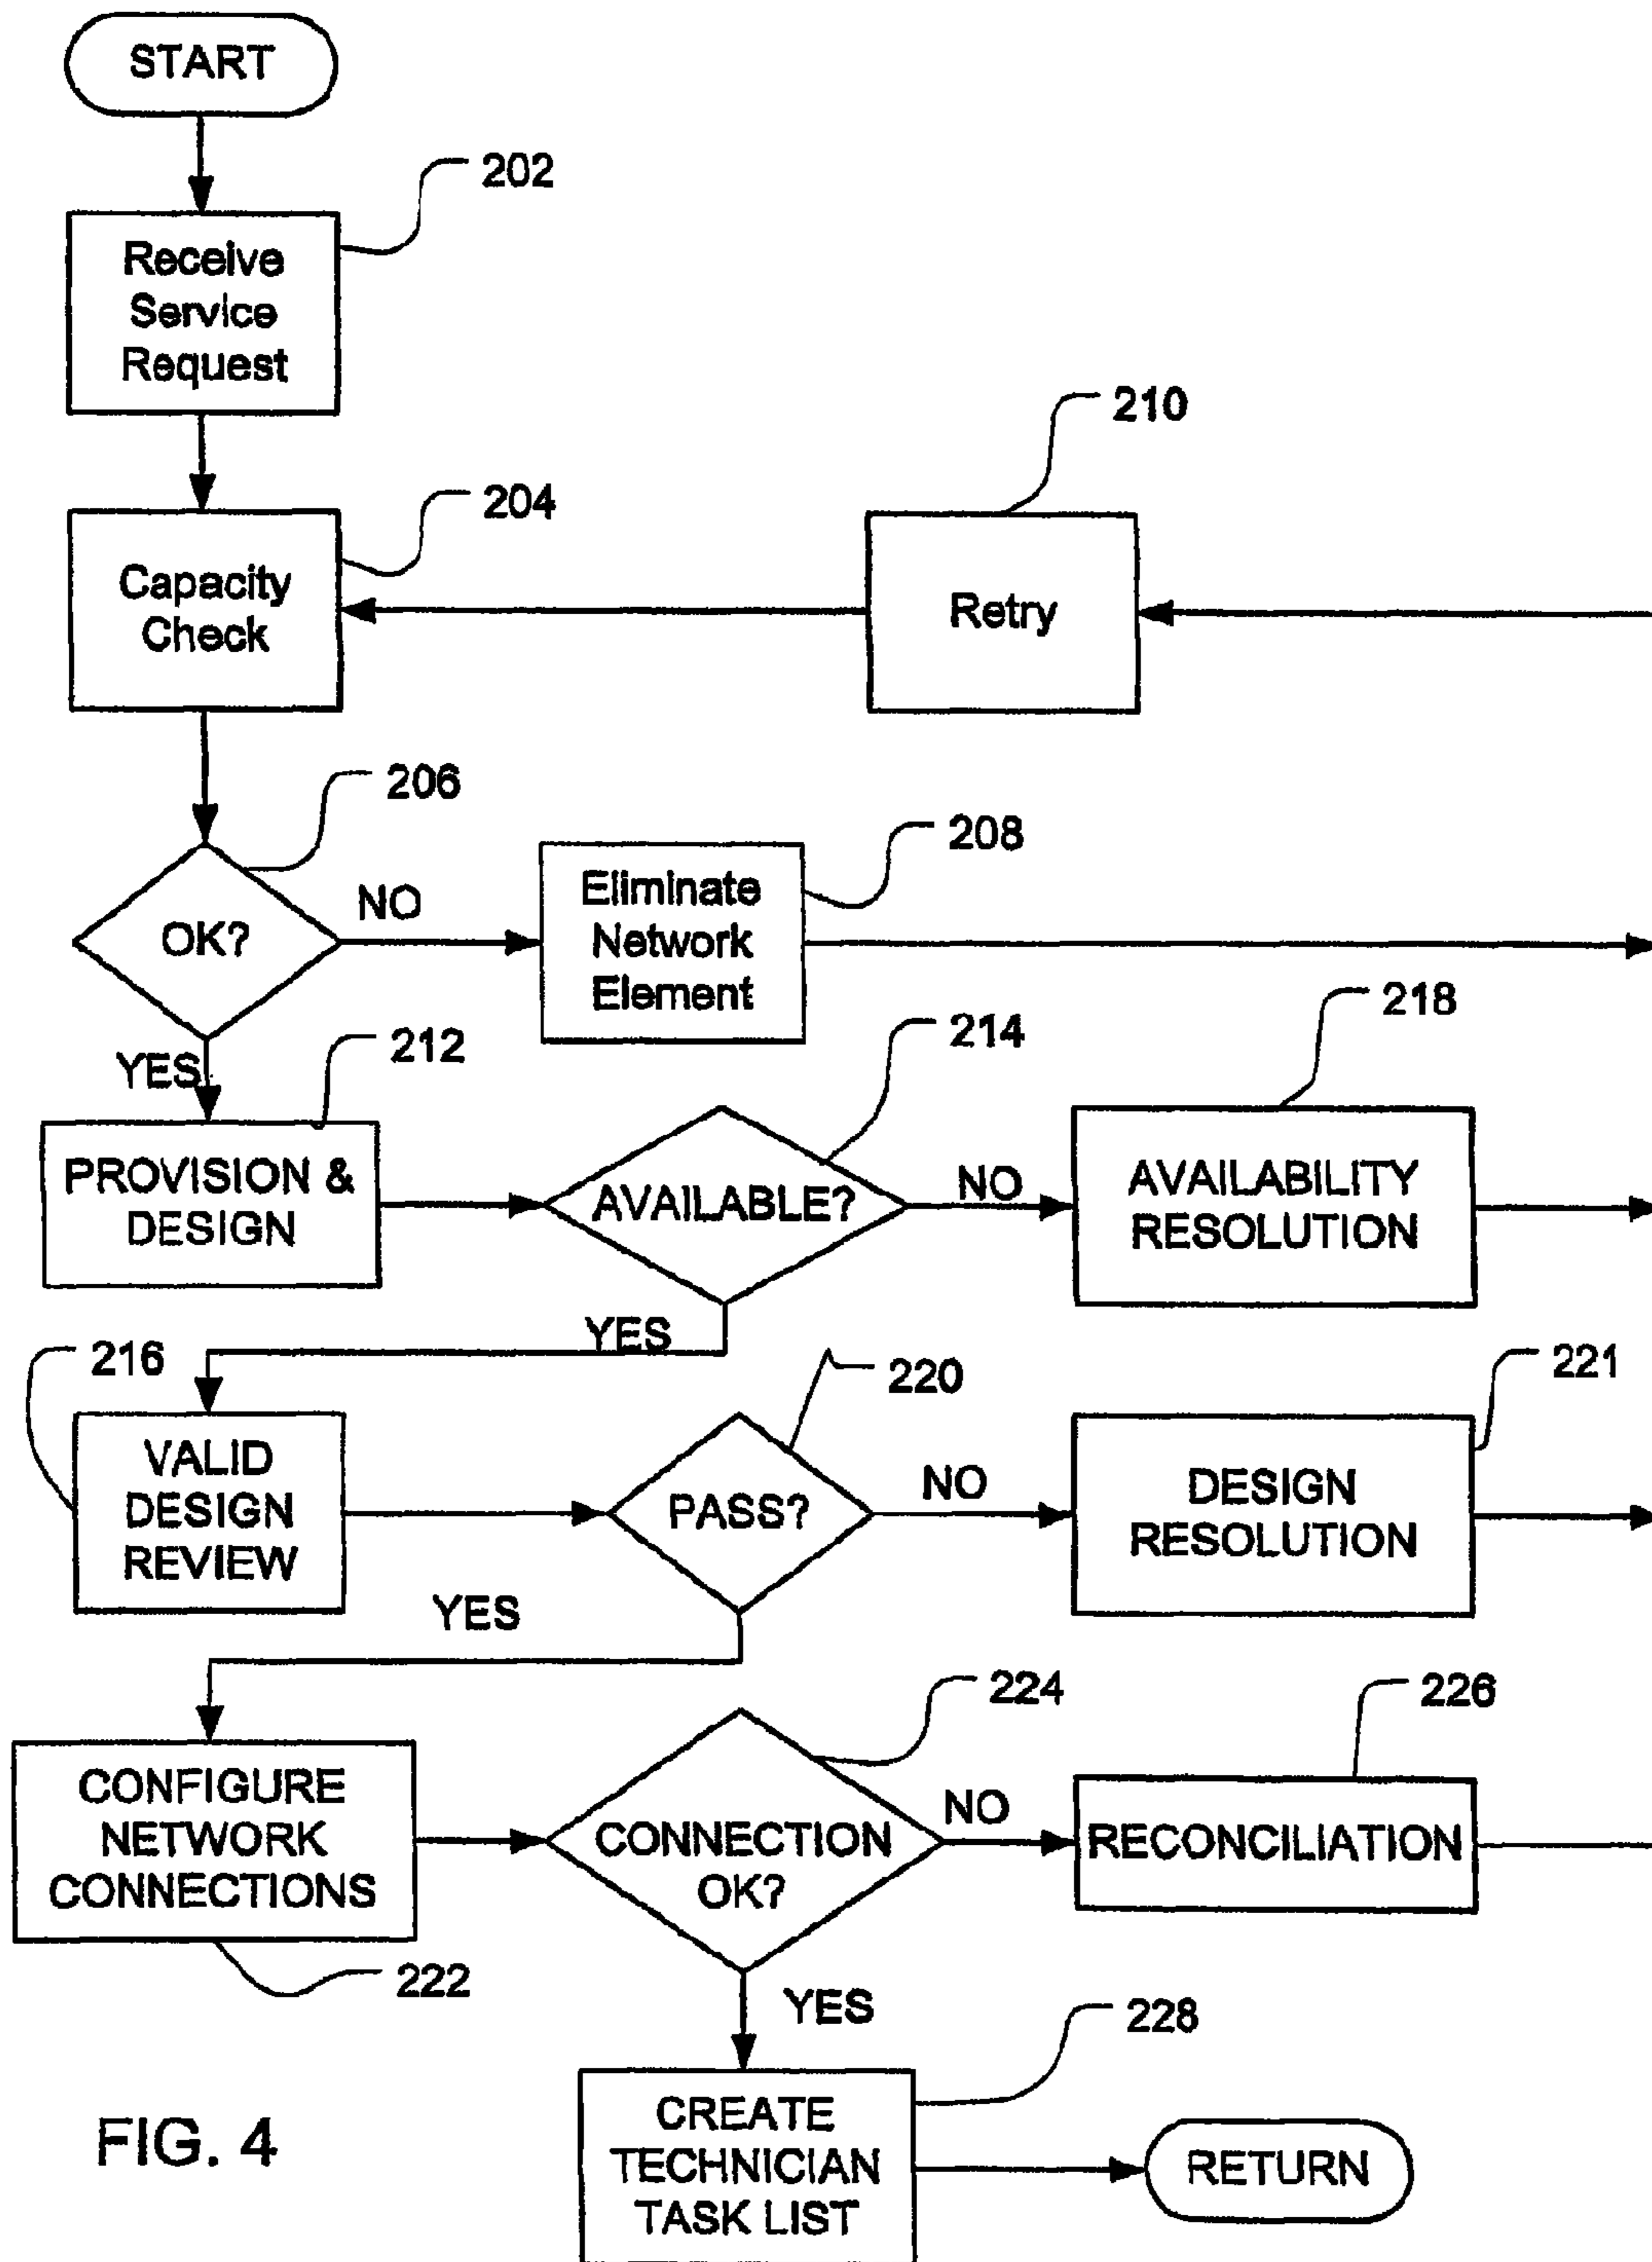 START
202
Receive
Service
Request
210
204
Capacity
Check
Retry
206
208
OK?
NO
Eliminate
Network
Element
218
YES
212
214
PROVISION &
DESIGN
AVAILABLE?
NO
AVAILABILITY
RESOLUTION
YES
216
220
221
VALID
DESIGN
REVIEW
PASS?
NO
DESIGN
RESOLUTION
YES
224
226
CONFIGURE
NETWORK
CONNECTIONS
CONNECTION
OK?
NO
RECONCILIATION
222
YES
228
CREATE
TECHNICIAN
TASK LIST
RETURN
FIG. 4